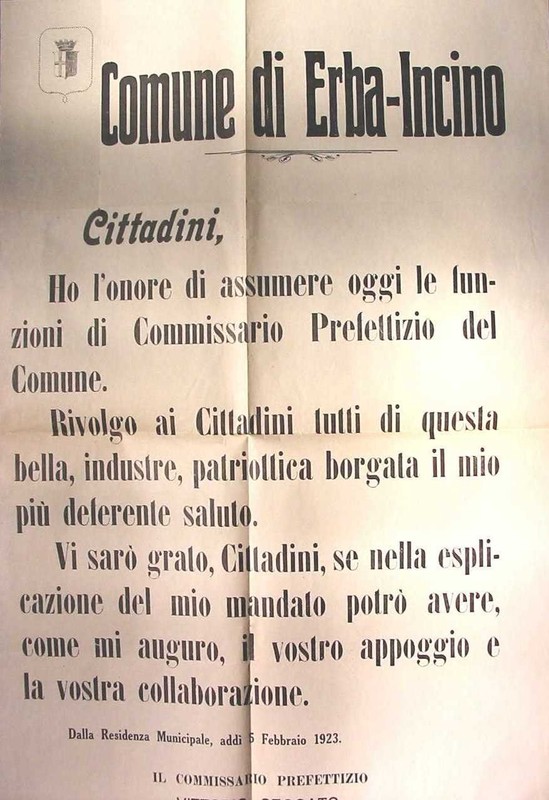 Comune di Erba-Incino
Cittadini,
Ho l'onore di assumere oggi le fun-
zioni di Commissario Prefettizio del
Comune.
Rivolgo ai Cittadini tutti di questa
bella, industre, patriottica borgata il mio
più deferente saluto.
Vi sarò grato, Cittadini, se nella espli-
cazione del mio mandato potrò avere,
come mi auguro, il vostro appoggio e
la vostra collaborazione.
Dalla Residenza Municipale, addì 5 Febbraio 1923.
IL COMMISSARIO PREFETTIZIO